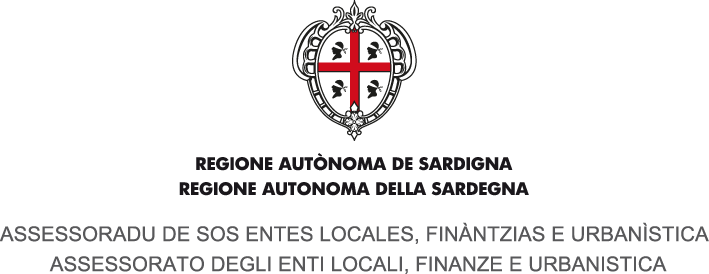 REGIONE AUTÒNOMA DE SARDIGNA
REGIONE AUTONOMA DELLA SARDEGNA
ASSESSORADU DE SOS ENTES LOCALES, FINÀNTZIAS E URBANÌSTICA
ASSESSORATO DEGLI ENTI LOCALI, FINANZE E URBANISTICA